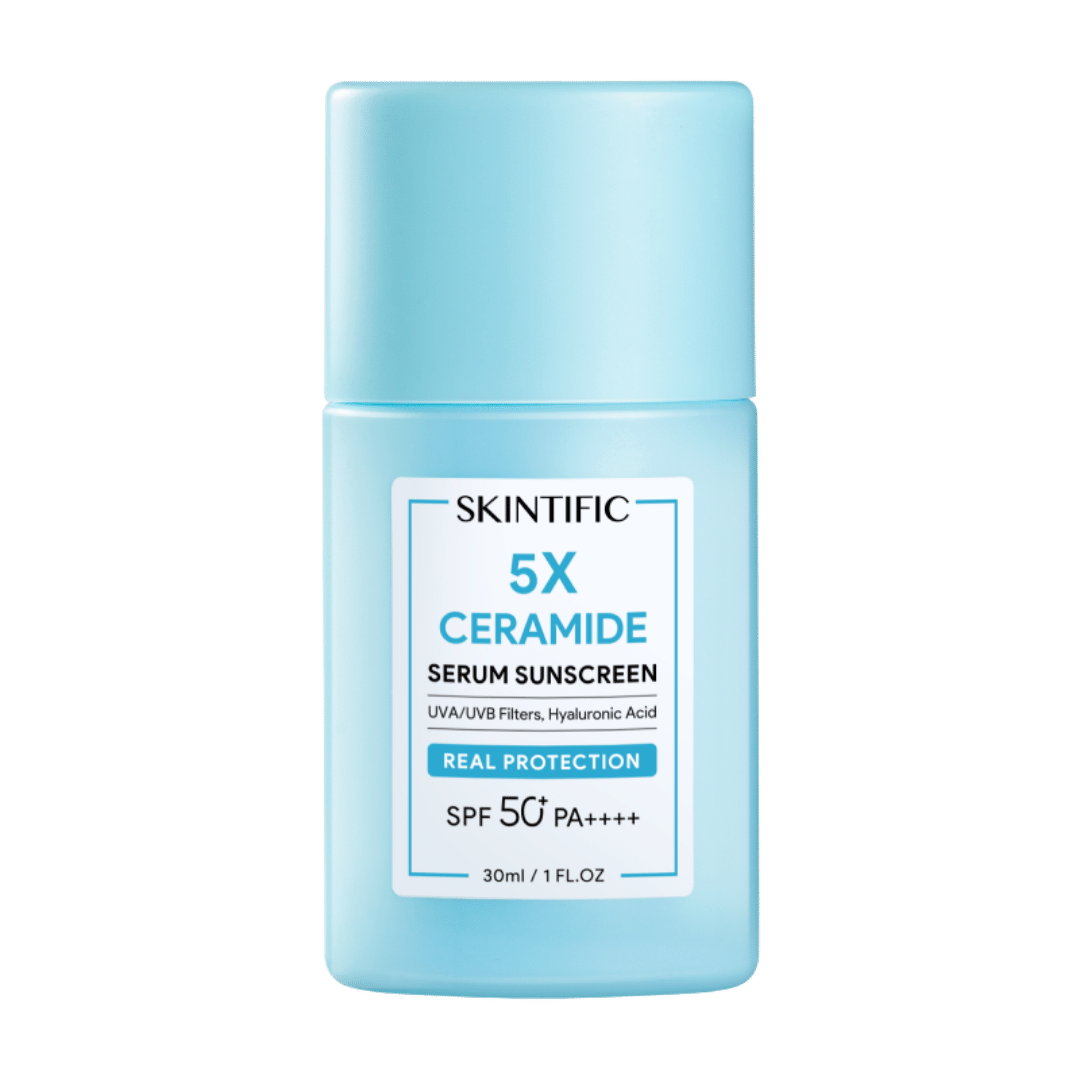 SKINTIFIC
5X
CERAMIDE
SERUM SUNSCREEN
UVA/UVB Filters, Hyaluronic Acid
REAL PROTECTION
SPF 50+ PA++++
30ml / 1 FL.OZ